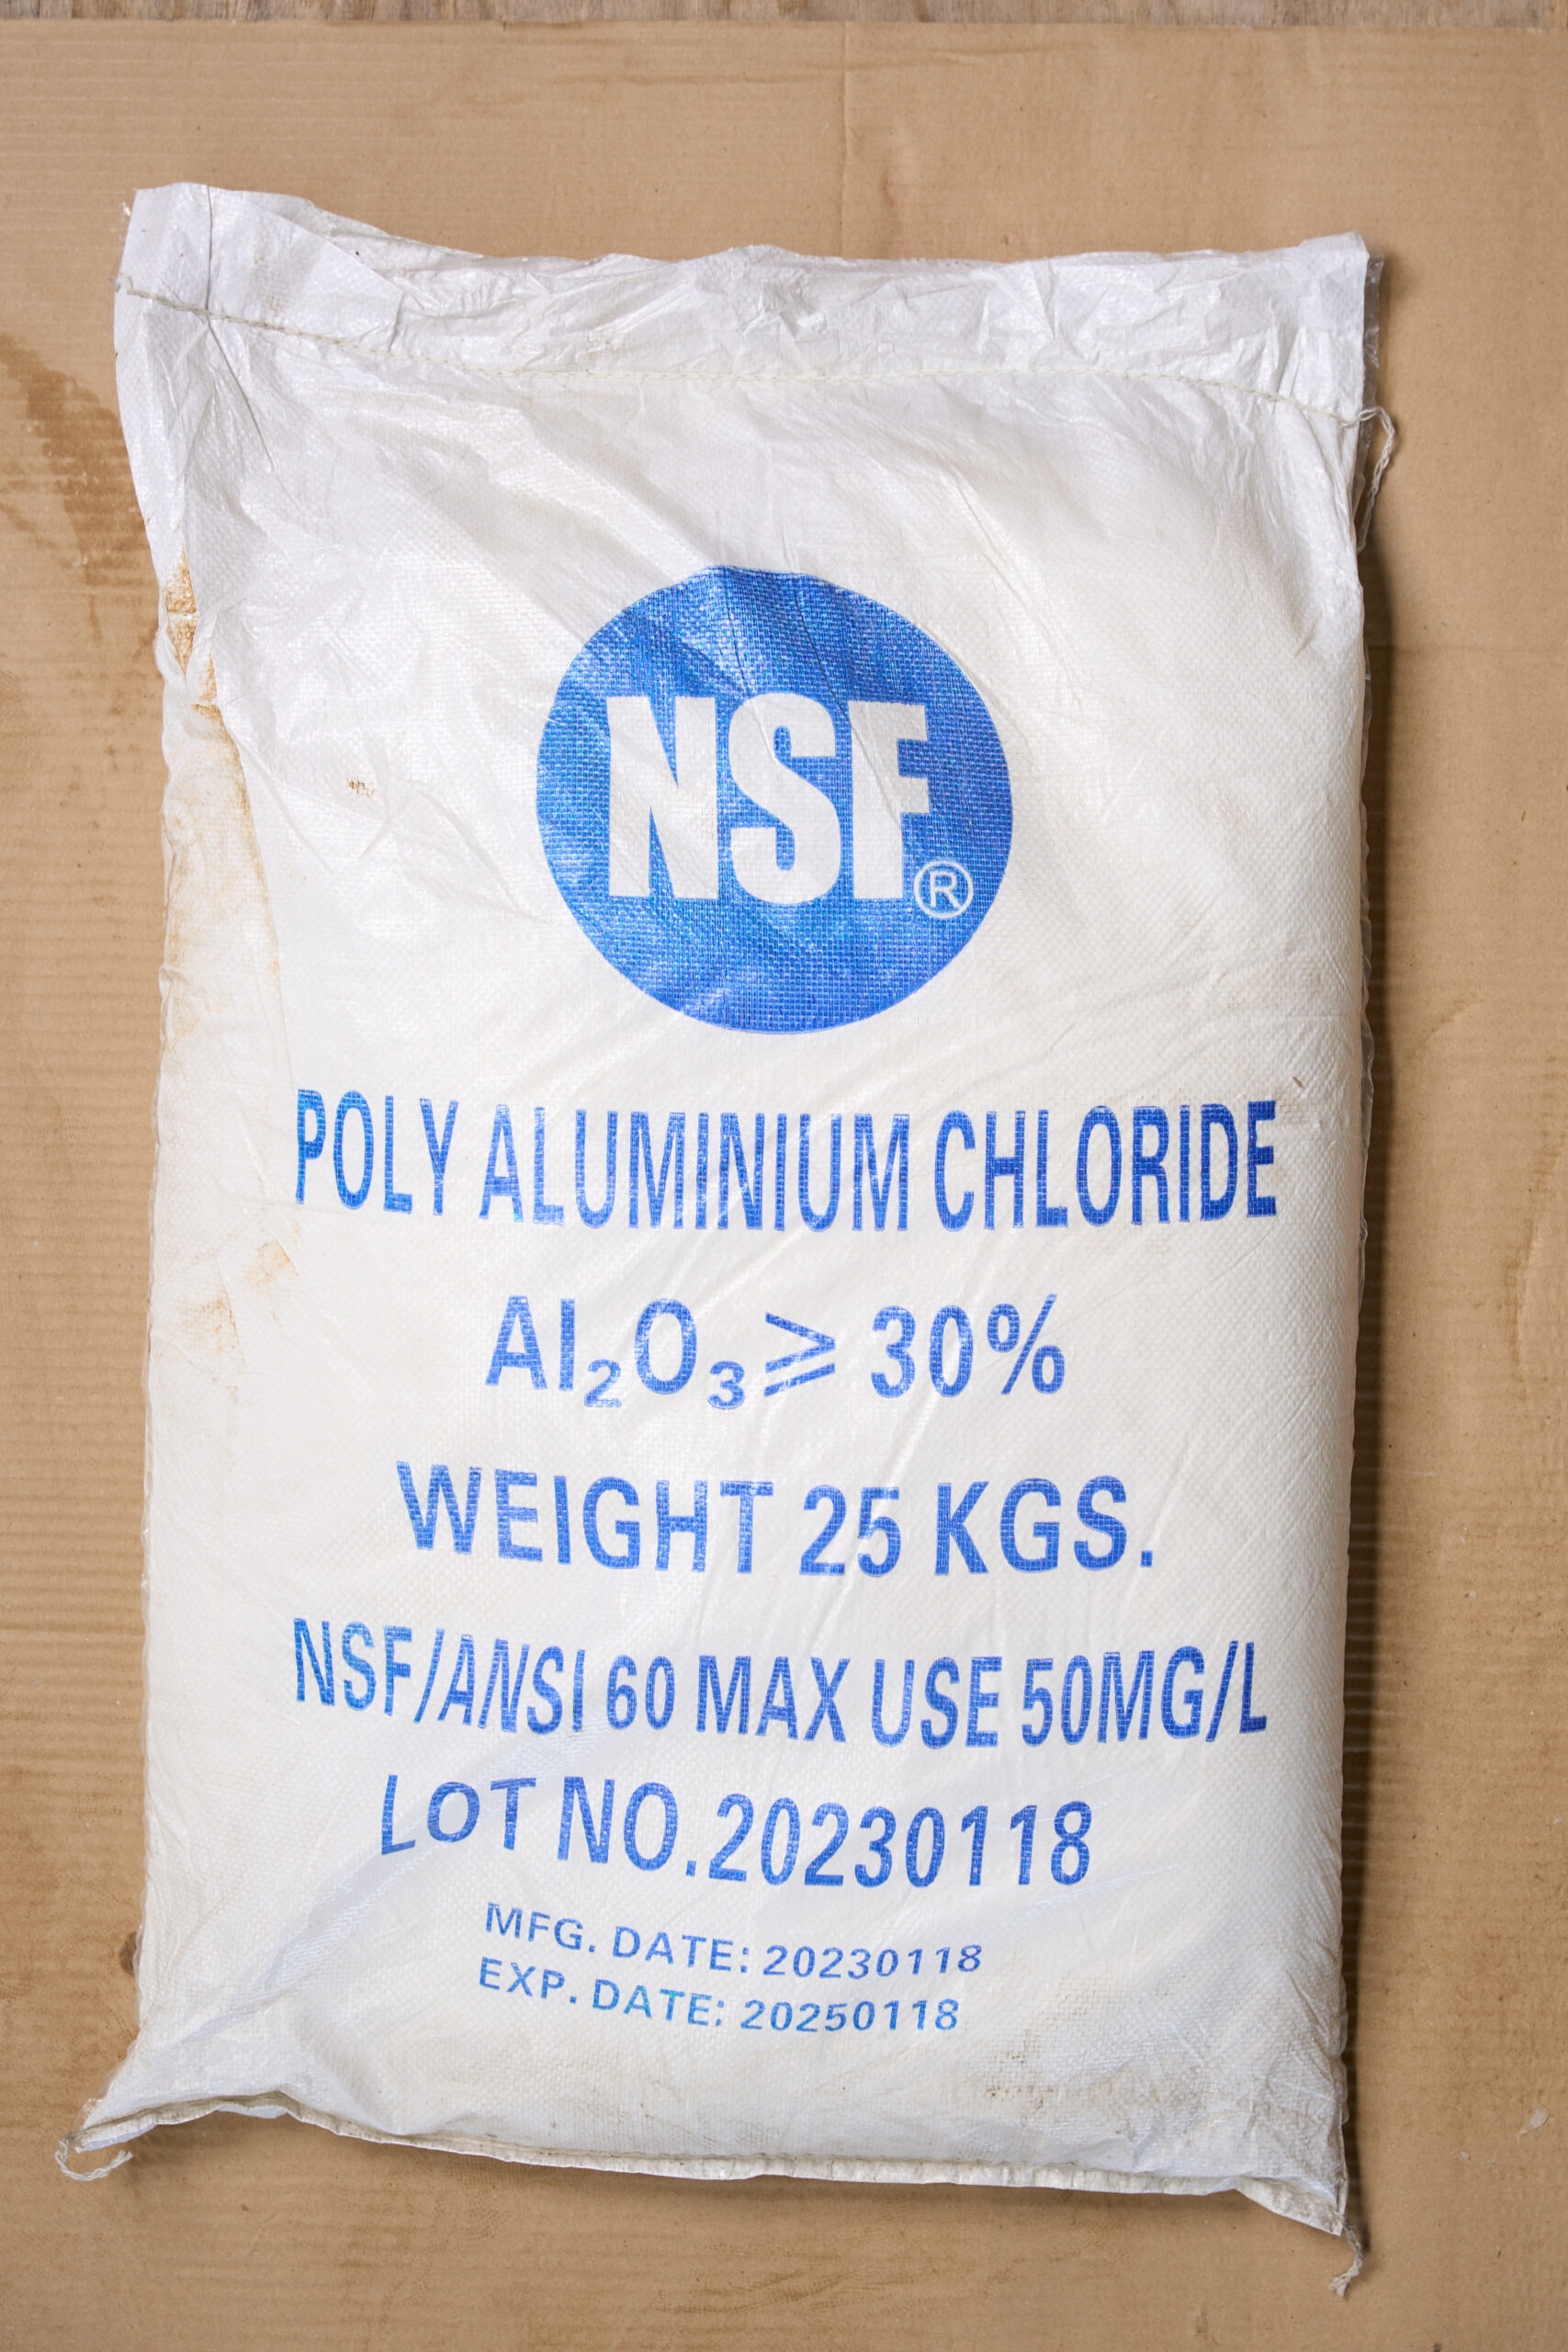 NSF®
POLY ALUMINIUM CHLORIDE
Al₂O₃ ⩾ 30%
WEIGHT 25 KGS.
NSF/ANSI 60 MAX USE 50MG/L
LOT NO.20230118
MFG. DATE: 20230118
EXP. DATE: 20250118